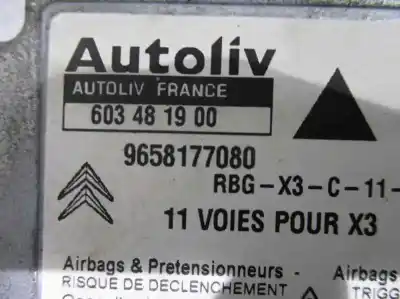 Autoliv
AUTOLIV FRANCE
603 48 19 00
9658177080
RBG-X3-C-11-
11 VOIES POUR X3
Airbags & Pretensionneurs - Airbags &
RISQUE DE DECLENCHEMENT TRIGG